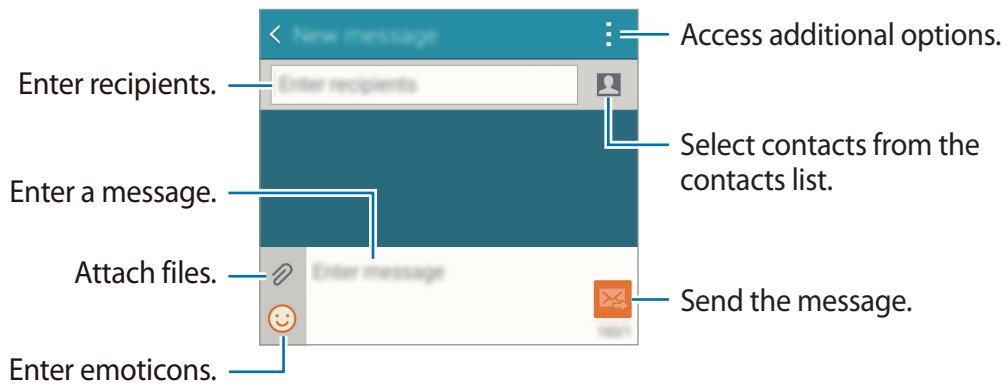 New message
Access additional options.
Enter recipients.
Enter recipients
Select contacts from the
contacts list.
Enter a message.
Attach files.
Enter message
Send the message.
Enter emoticons.